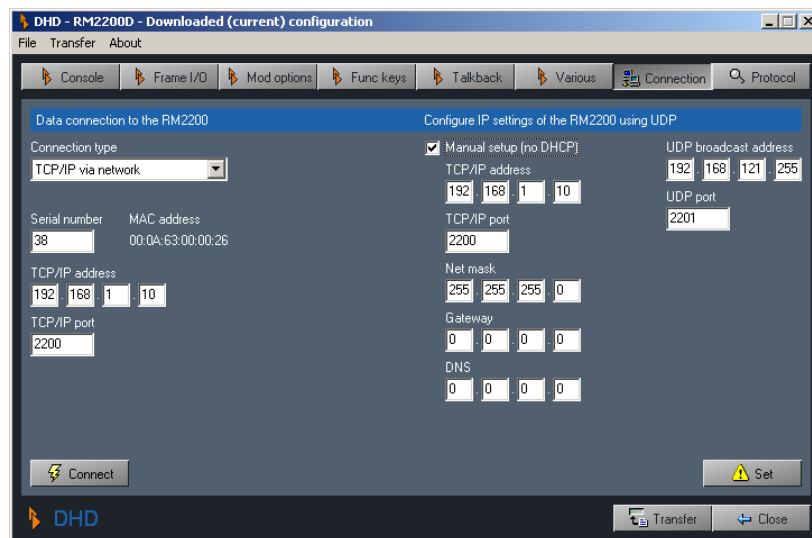 DHD - RM2200D - Downloaded (current) configuration
File Transfer About
Console Frame I/O Mod options Func keys Talkback Various Connection Protocol
Data connection to the RM2200
Connection type
TCP/IP via network
Serial number MAC address
38 00:0A:63:00:00:26
TCP/IP address
192 . 168 . 1 . 10
TCP/IP port
2200
Configure IP settings of the RM2200 using UDP
Manual setup (no DHCP)
TCP/IP address
192 . 168 . 1 . 10
TCP/IP port
2200
Net mask
255 . 255 . 255 . 0
Gateway
0 . 0 . 0 . 0
DNS
0 . 0 . 0 . 0
UDP broadcast address
192 . 168 . 121 . 255
UDP port
2201
Connect
Set
DHD
Transfer Close